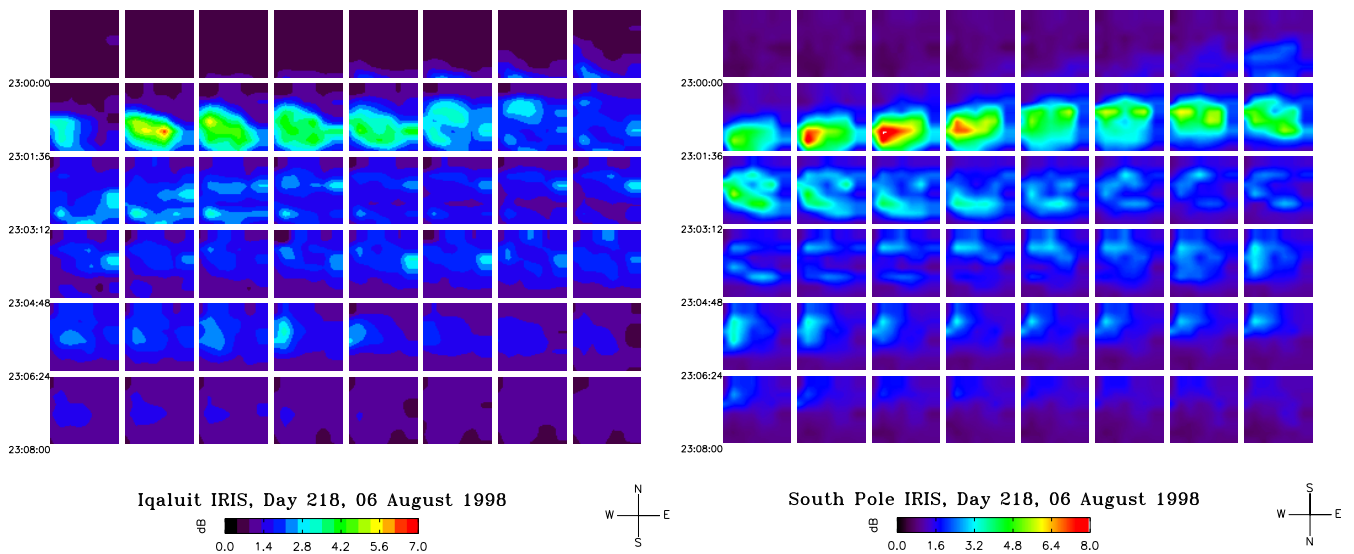 23:00:00
23:01:36
23:03:12
23:04:48
23:06:24
23:08:00
Iqaluit IRIS, Day 218, 06 August 1998
dB
0.0 1.4 2.8 4.2 5.6 7.0
N
W E
S
23:00:00
23:01:36
23:03:12
23:04:48
23:06:24
23:08:00
South Pole IRIS, Day 218, 06 August 1998
dB
0.0 1.6 3.2 4.8 6.4 8.0
S
W E
N